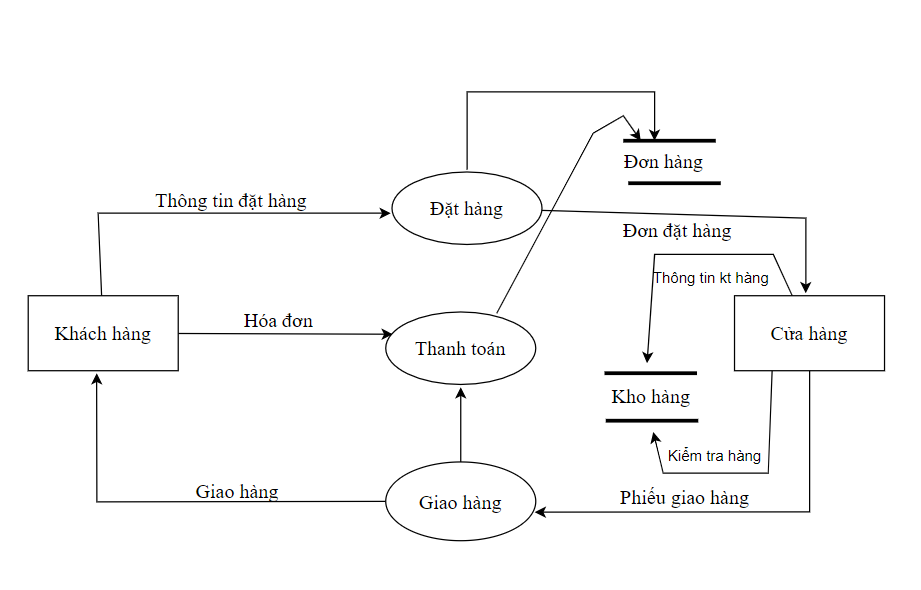 Đơn hàng
Thông tin đặt hàng
Đặt hàng
Đơn đặt hàng
Thông tin kt hàng
Khách hàng
Hóa đơn
Thanh toán
Cửa hàng
Kho hàng
Kiểm tra hàng
Giao hàng
Giao hàng
Phiếu giao hàng